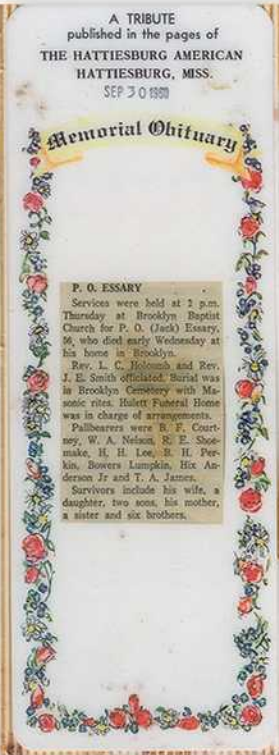 A TRIBUTE
published in the pages of
THE HATTIESBURG AMERICAN
HATTIESBURG, MISS.
SEP 30
Memorial Obituary
P. O. ESSARY
Services were held at 2 p.m.
Thursday at Brooklyn Baptist
Church for P. O. (Jack) Essary,
56, who died early Wednesday at
his home in Brooklyn.
Rev. L. C. Holcomb and Rev.
J. E. Smith officiated. Burial was
in Brooklyn Cemetery with Ma-
sonic rites. Hulett Funeral Home
was in charge of arrangements.
Pallbearers were B. F. Court-
ney, W. A. Nelson, R. E. Shoe-
make, H. H. Lee, B. H. Per-
kin, Bowers Lumpkin, Hix An-
derson Jr and T. A. James.
Survivors include his wife, a
daughter, two sons, his mother,
a sister and six brothers.